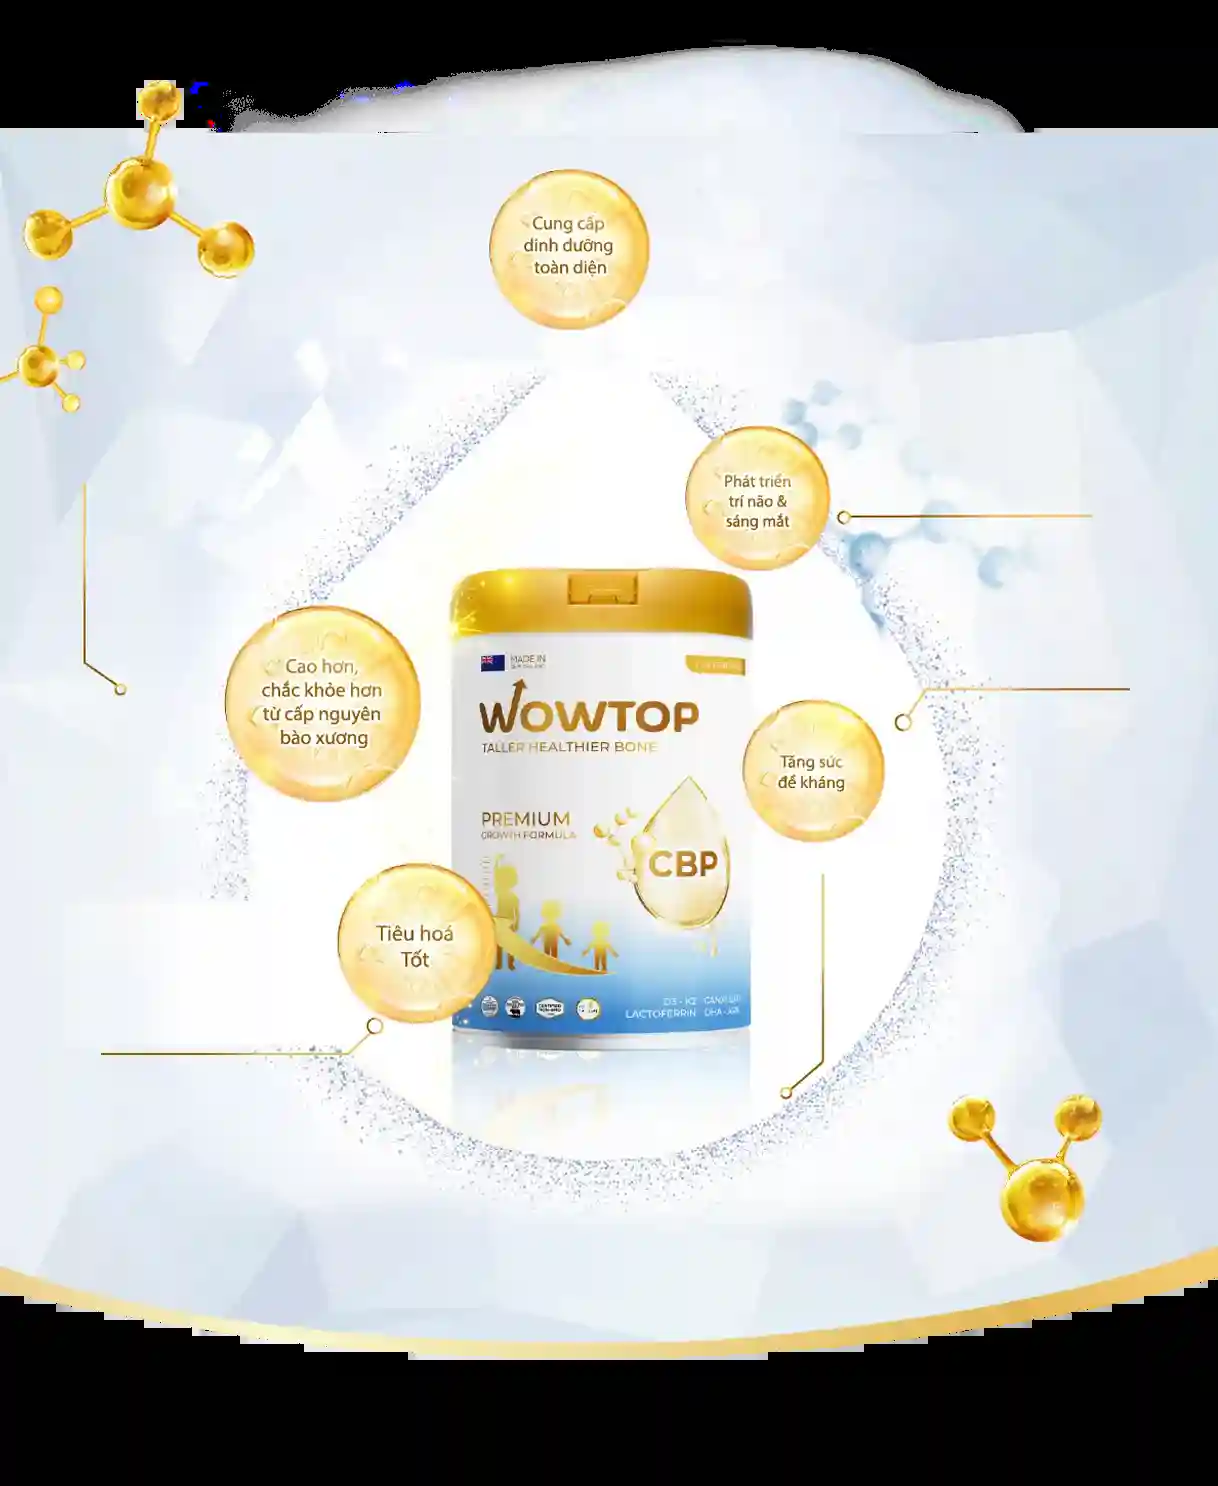 Cung cấp
dinh dưỡng
toàn diện
Phát triển
trí não &
sáng mắt
Cao hơn,
chắc khỏe hơn
từ cấp nguyên
bào xương
Tăng sức
đề kháng
Tiêu hoá
Tốt
MADE IN
NEW ZEALAND
WOWTOP
TALLER HEALTHIER BONE
PREMIUM
GROWTH FORMULA
CBP
D3 - K2
LACTOFERRIN
DHA - ARA